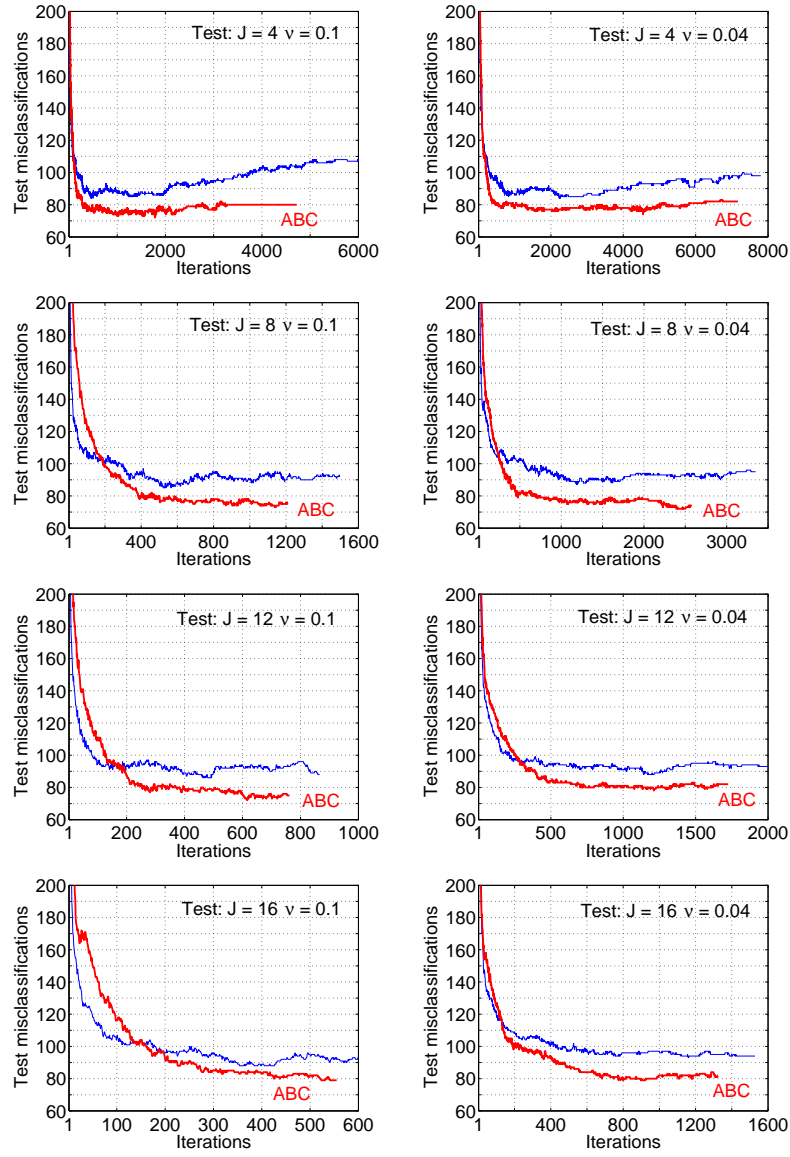 200
180
160
140
120
100
80
60
Test misclassifications
Test: J = 4 ν = 0.1
ABC
1 2000 4000 6000
Iterations
200
180
160
140
120
100
80
60
Test misclassifications
Test: J = 4 ν = 0.04
ABC
1 2000 4000 6000 8000
Iterations
200
180
160
140
120
100
80
60
Test misclassifications
Test: J = 8 ν = 0.1
ABC
1 400 800 1200 1600
Iterations
200
180
160
140
120
100
80
60
Test misclassifications
Test: J = 8 ν = 0.04
ABC
1 1000 2000 3000
Iterations
200
180
160
140
120
100
80
60
Test misclassifications
Test: J = 12 ν = 0.1
ABC
1 200 400 600 800 1000
Iterations
200
180
160
140
120
100
80
60
Test misclassifications
Test: J = 12 ν = 0.04
ABC
1 500 1000 1500 2000
Iterations
200
180
160
140
120
100
80
60
Test misclassifications
Test: J = 16 ν = 0.1
ABC
1 100 200 300 400 500 600
Iterations
200
180
160
140
120
100
80
60
Test misclassifications
Test: J = 16 ν = 0.04
ABC
1 400 800 1200 1600
Iterations